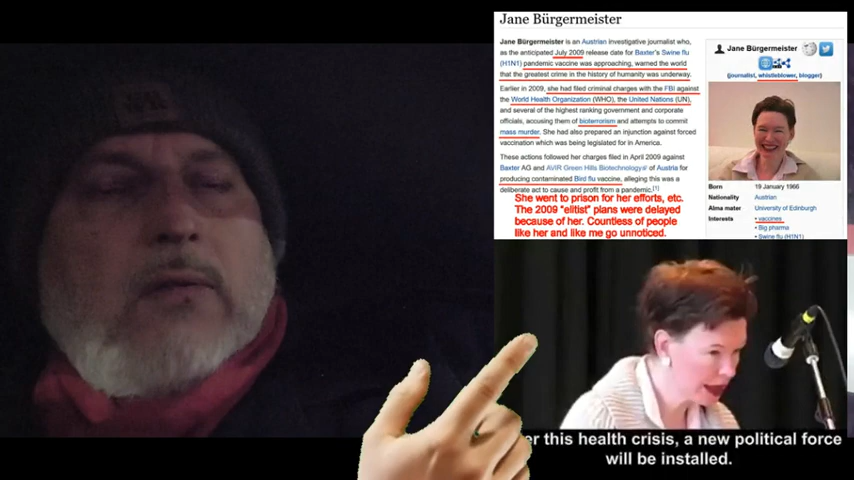 Jane Bürgermeister
Jane Bürgermeister is an Austrian investigative journalist who,
as the anticipated July 2009 release date for Baxter's Swine flu
(H1N1) pandemic vaccine was approaching, warned the world
that the greatest crime in the history of humanity was underway.
Earlier in 2009, she had filed criminal charges with the FBI against
the World Health Organization (WHO), the United Nations (UN),
and several of the highest ranking government and corporate
officials, accusing them of bioterrorism and attempts to commit
mass murder. She had also prepared an injunction against forced
vaccination which was being legislated for in America.
These actions followed her charges filed in April 2009 against
Baxter AG and AVIR Green Hills Biotechnology of Austria for
producing contaminated Bird flu vaccine, alleging this was a
deliberate act to cause and profit from a pandemic.[1]
She went to prison for her efforts, etc.
The 2009 "elitist" plans were delayed
because of her. Countless of people
like her and like me go unnoticed.
Jane Bürgermeister
(journalist, whistleblower, blogger)
Born 19 January 1966
Nationality Austrian
Alma mater University of Edinburgh
Interests • vaccines
• Big pharma
• Swine flu (H1N1)
er this health crisis, a new political force
will be installed.